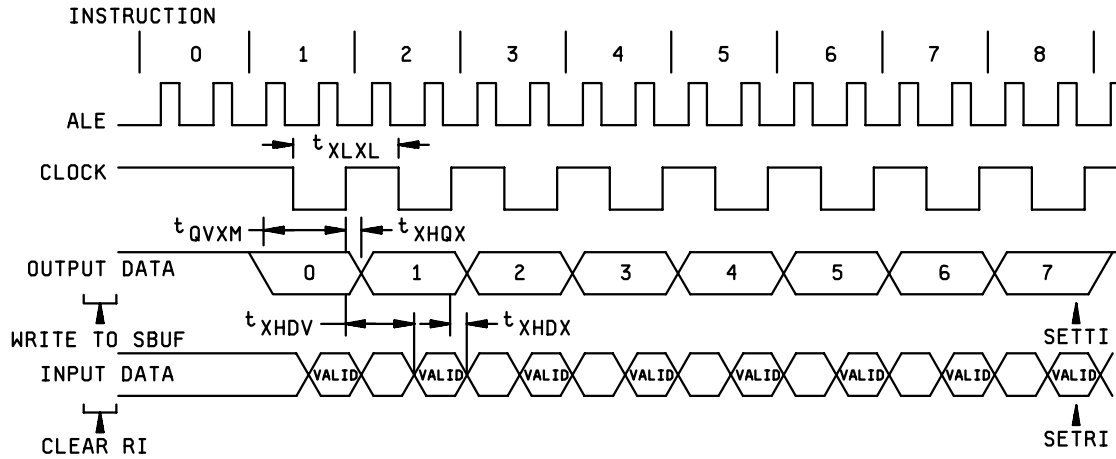 INSTRUCTION
0 1 2 3 4 5 6 7 8
ALE
tXLXL
CLOCK
tQVXM tXHQX
OUTPUT DATA 0 1 2 3 4 5 6 7
tXHDV tXHDX
WRITE TO SBUF SETTI
INPUT DATA VALID VALID VALID VALID VALID VALID VALID VALID
CLEAR RI SETRI